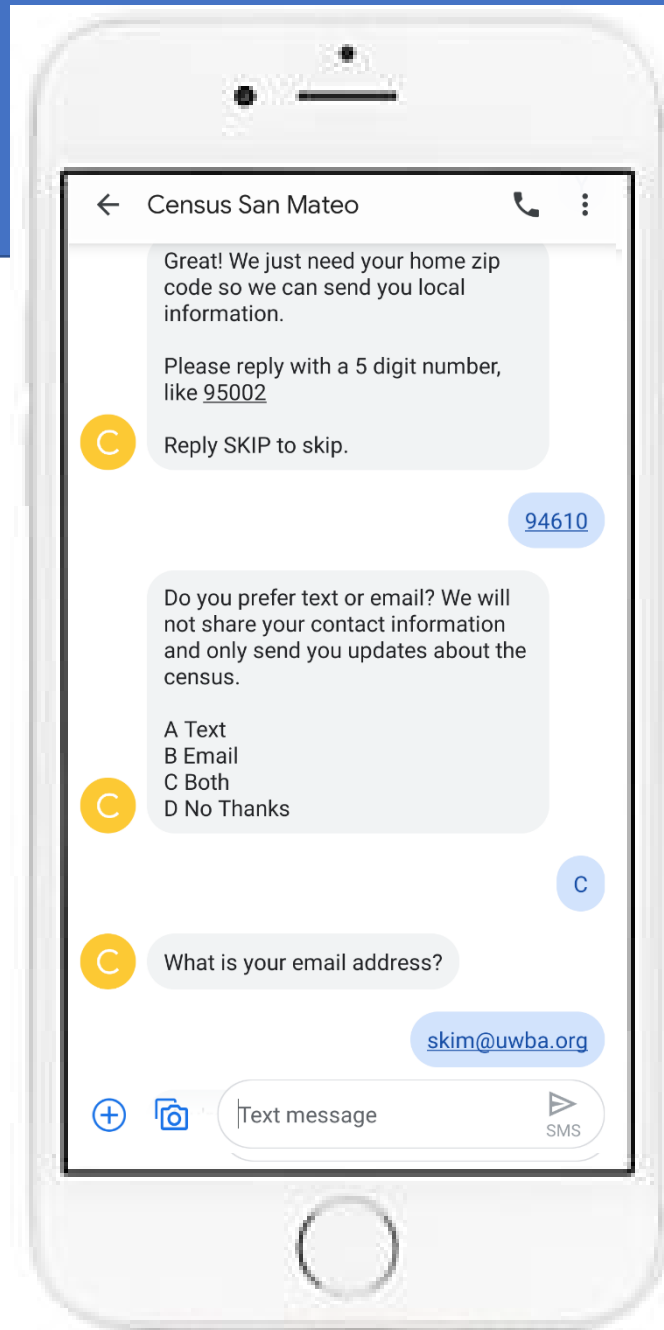 Census San Mateo
Great! We just need your home zip
code so we can send you local
information.
Please reply with a 5 digit number,
like 95002
Reply SKIP to skip.
C
94610
Do you prefer text or email? We will
not share your contact information
and only send you updates about the
census.
A Text
B Email
C Both
D No Thanks
C
C
C
What is your email address?
skim@uwba.org
Text message
SMS